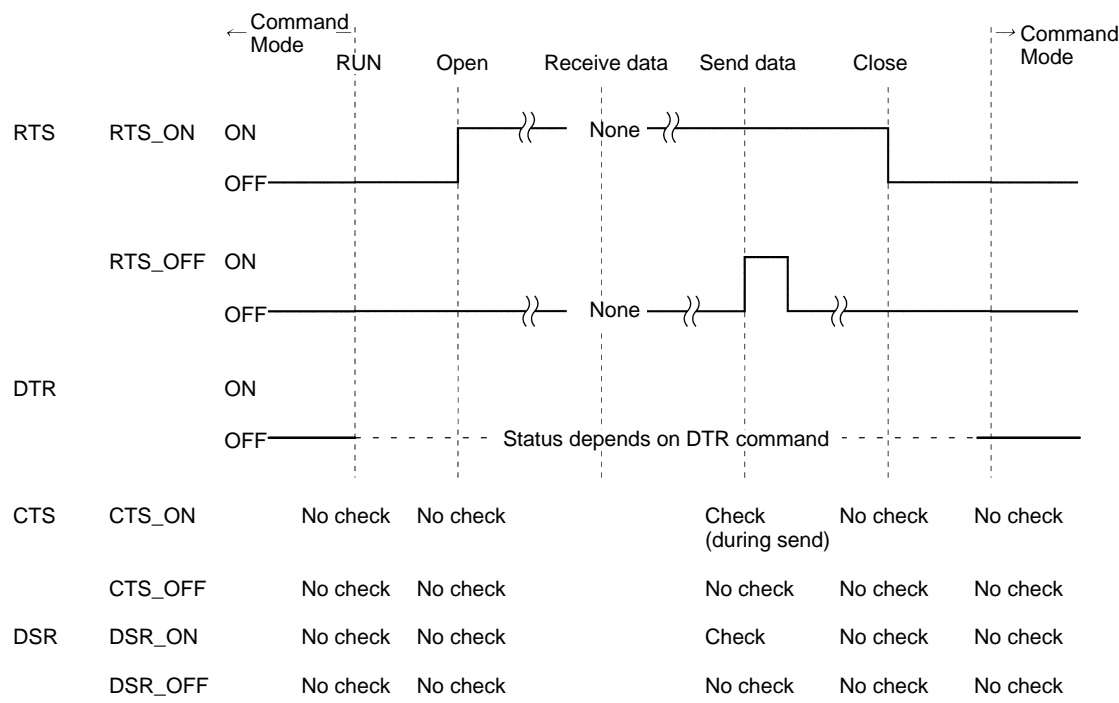 ← Command Mode → Command Mode
RUN Open Receive data Send data Close
RTS RTS_ON ON None
OFF
RTS_OFF ON
OFF None
DTR ON
OFF Status depends on DTR command
CTS CTS_ON No check No check Check (during send) No check No check
CTS_OFF No check No check No check No check No check
DSR DSR_ON No check No check Check No check No check
DSR_OFF No check No check No check No check No check